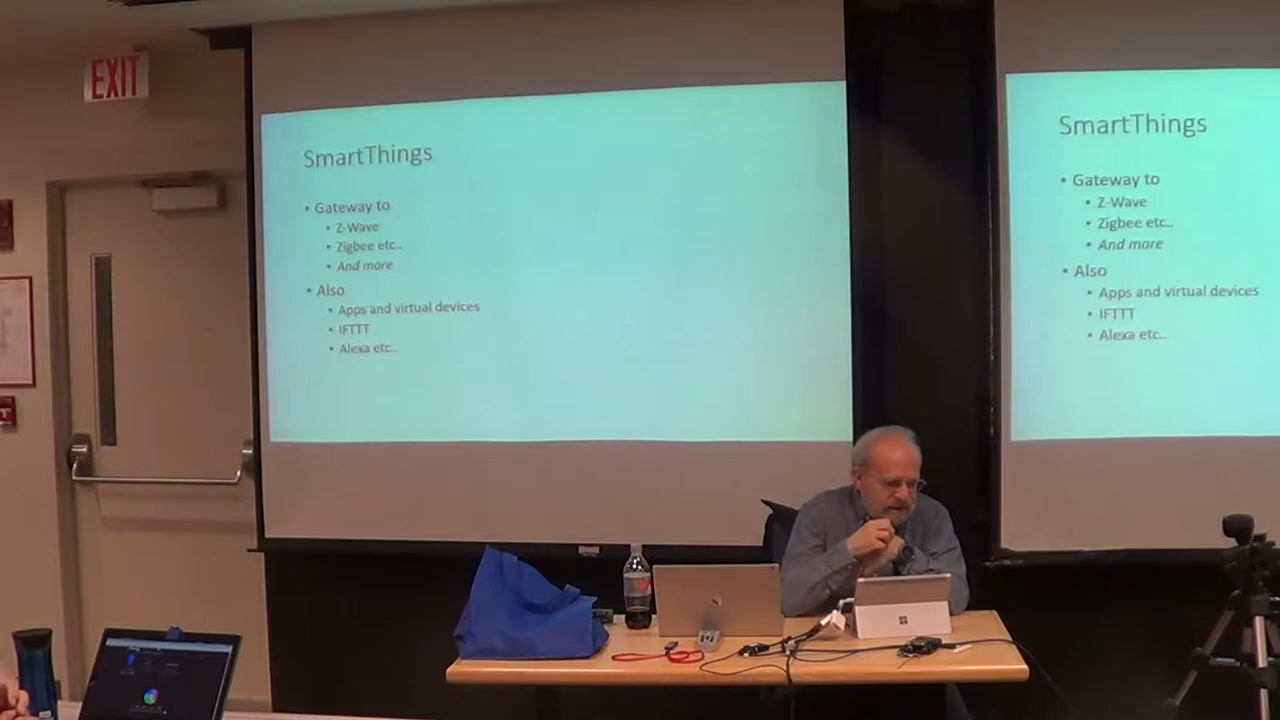 EXIT
SmartThings
• Gateway to
• Z-Wave
• Zigbee etc..
• And more
• Also
• Apps and virtual devices
• IFTTT
• Alexa etc..
SmartThings
• Gateway to
• Z-Wave
• Zigbee etc..
• And more
• Also
• Apps and virtual devices
• IFTTT
• Alexa etc..